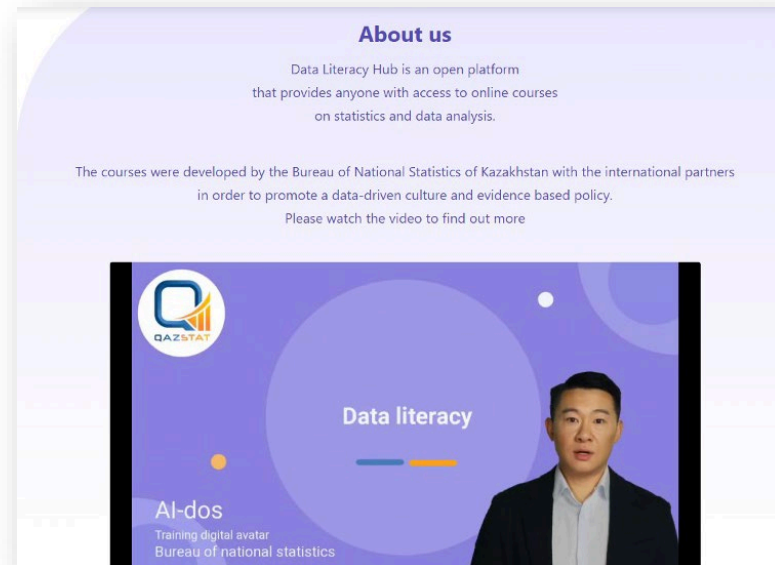 About us
Data Literacy Hub is an open platform
that provides anyone with access to online courses
on statistics and data analysis.
The courses were developed by the Bureau of National Statistics of Kazakhstan with the international partners
in order to promote a data-driven culture and evidence based policy.
Please watch the video to find out more
QAZSTAT
Data literacy
AI-dos
Training digital avatar
Bureau of national statistics